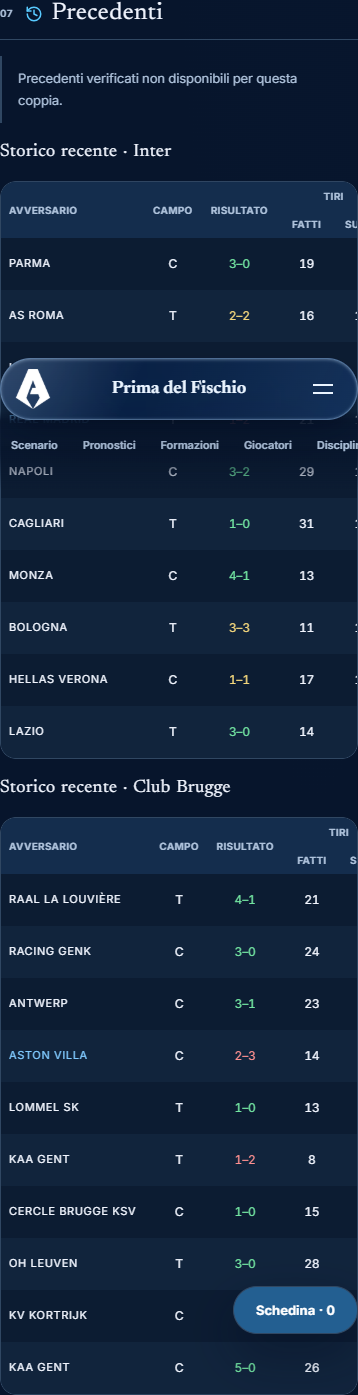 07 Precedenti
Precedenti verificati non disponibili per questa
coppia.
Storico recente · Inter
TIRI
AVVERSARIO CAMPO RISULTATO
FATTI SU
PARMA C 3–0 19
AS ROMA T 2–2 16
Prima del Fischio
Scenario Pronostici Formazioni Giocatori Disciplin
NAPOLI C 3–2 29
CAGLIARI T 1–0 31
MONZA C 4–1 13
BOLOGNA T 3–3 11
HELLAS VERONA C 1–1 17
LAZIO T 3–0 14
Storico recente · Club Brugge
TIRI
AVVERSARIO CAMPO RISULTATO
FATTI S
RAAL LA LOUVIÈRE T 4–1 21
RACING GENK C 3–0 24
ANTWERP C 3–1 23
ASTON VILLA C 2–3 14
LOMMEL SK T 1–0 13
KAA GENT T 1–2 8
CERCLE BRUGGE KSV C 1–0 15
OH LEUVEN T 3–0 28
Schedina · 0
KV KORTRIJK C
KAA GENT C 5–0 26